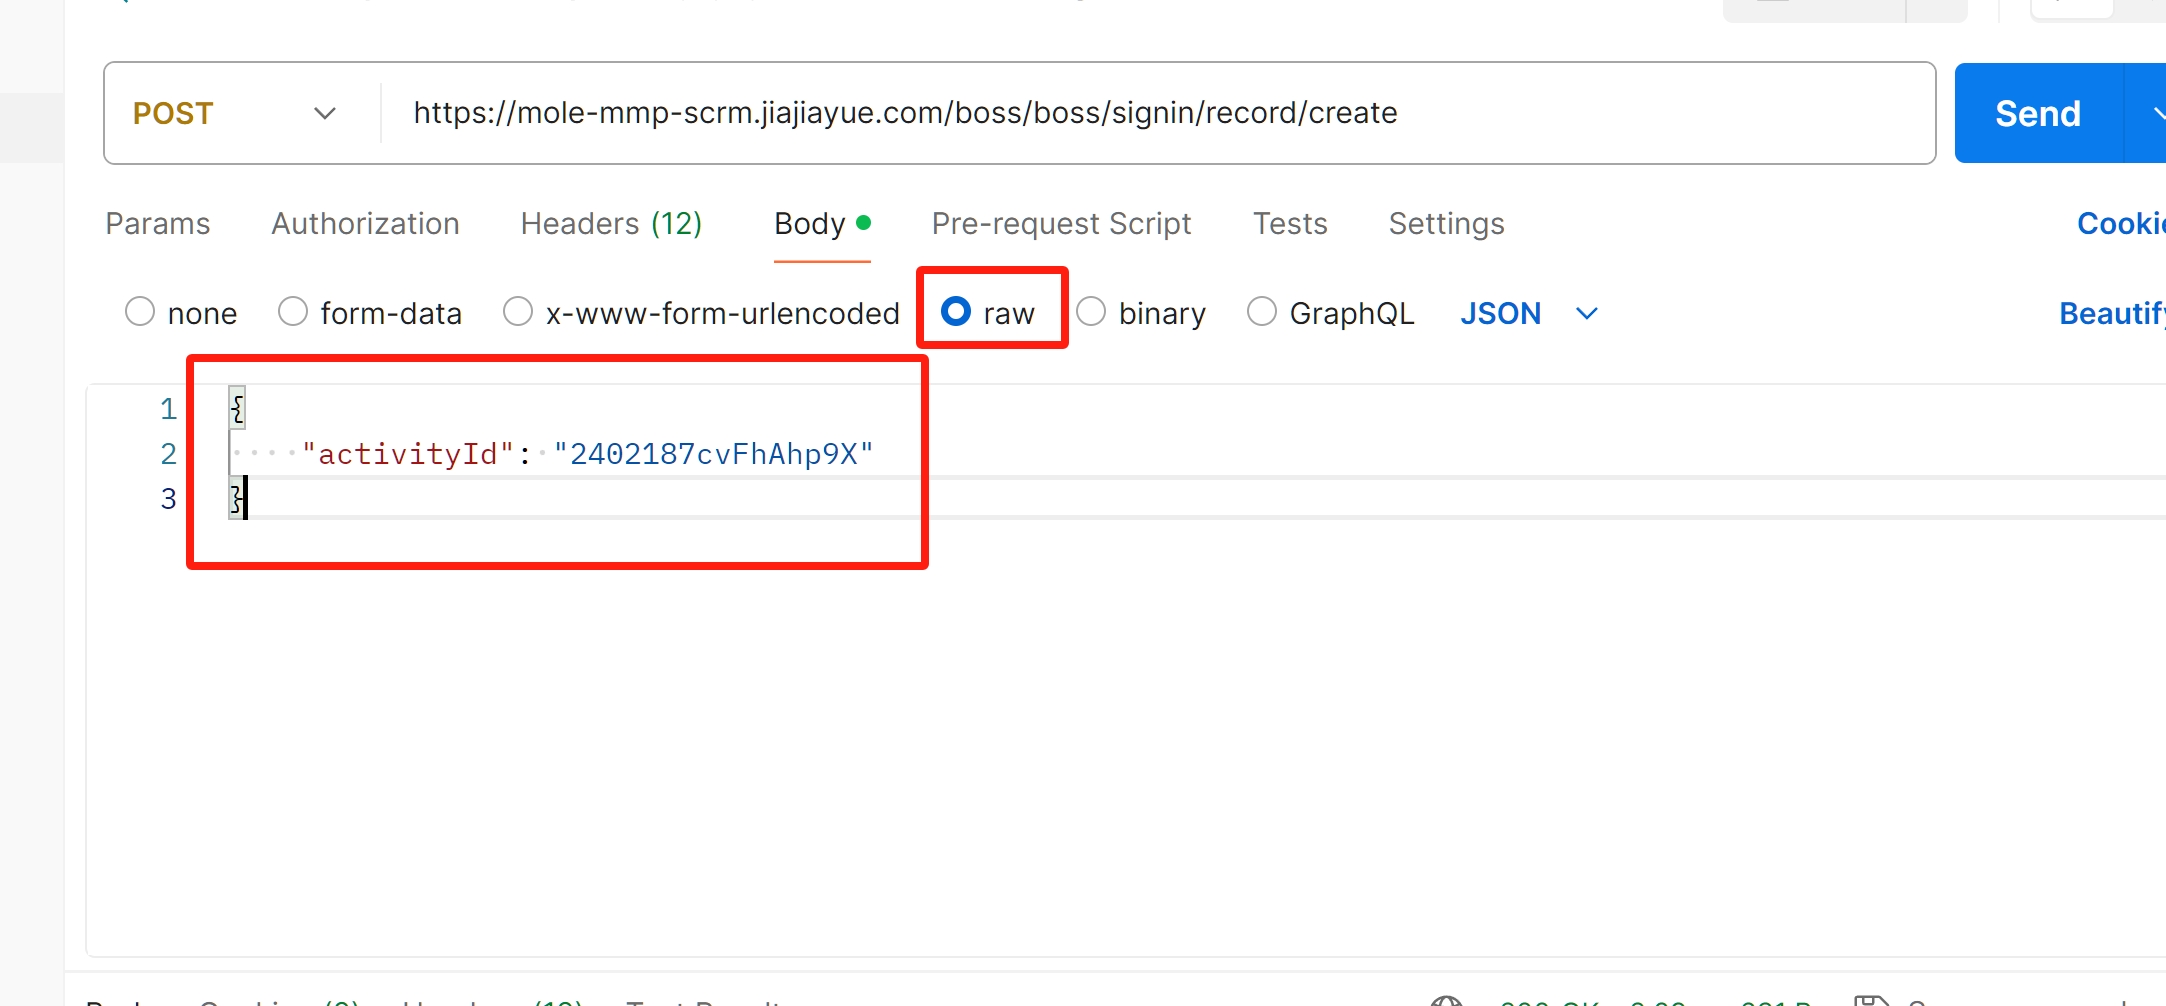 POST https://mole-mmp-scrm.jiajiayue.com/boss/boss/signin/record/create Send
Params Authorization Headers (12) Body Pre-request Script Tests Settings Cookie
none form-data x-www-form-urlencoded raw binary GraphQL JSON Beautify
1 {
2 "activityId": "2402187cvFhAhp9X"
3 }